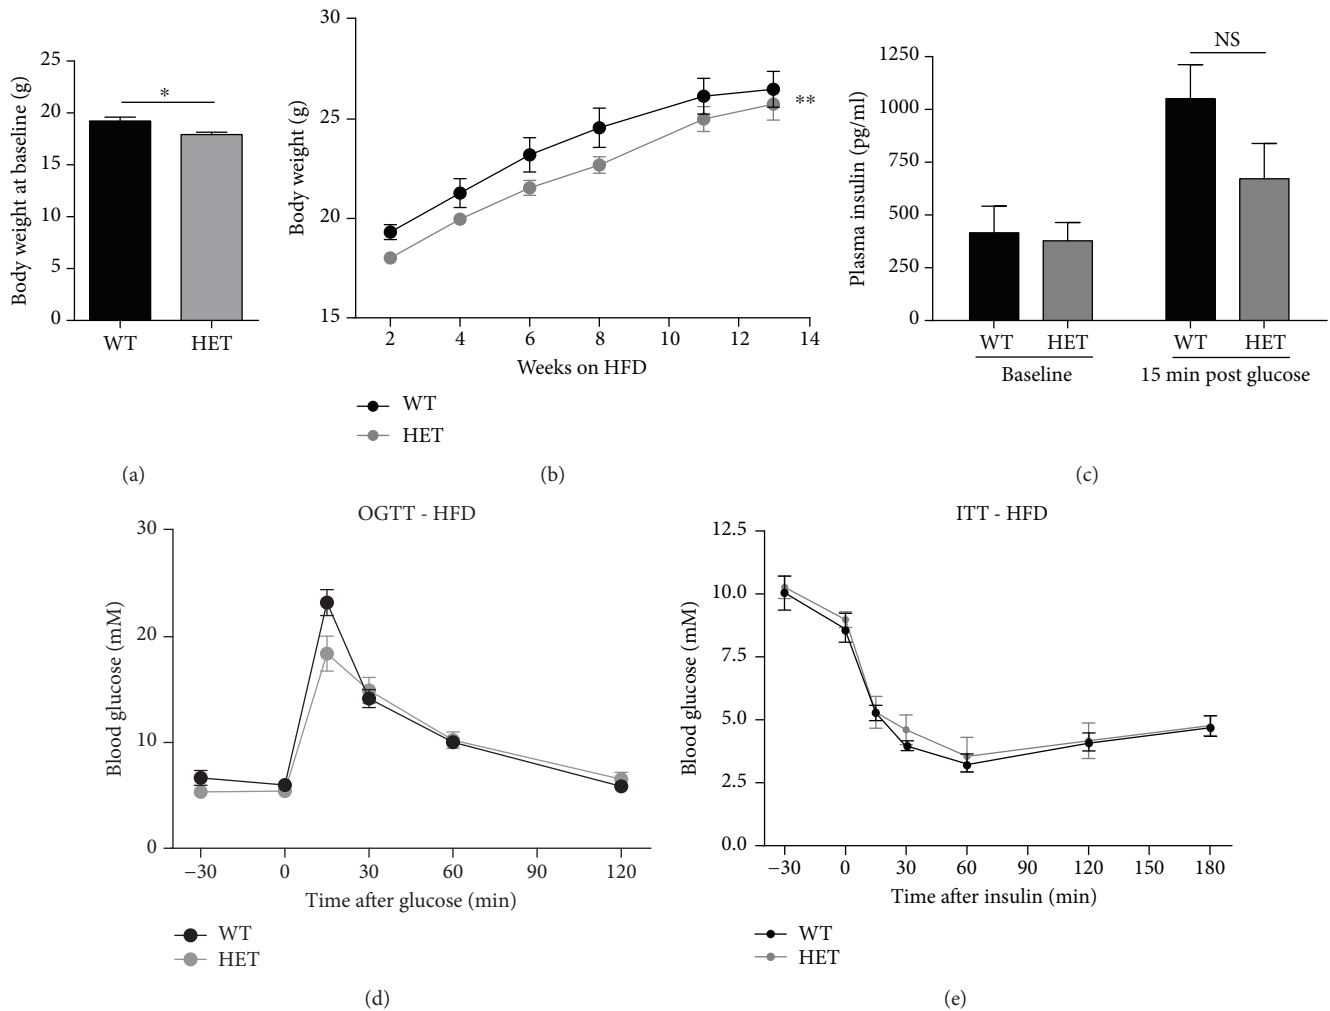 Body weight at baseline (g)
25
20
15
10
5
0
*
WT
HET
(a)
Body weight (g)
30
25
20
15
**
2
4
6
8
10
12
14
Weeks on HFD
WT
HET
(b)
Plasma insulin (pg/ml)
1250
1000
750
500
250
0
NS
WT
HET
WT
HET
Baseline
15 min post glucose
(c)
OGTT - HFD
Blood glucose (mM)
30
20
10
0
−30
0
30
60
90
120
Time after glucose (min)
WT
HET
(d)
ITT - HFD
Blood glucose (mM)
12.5
10.0
7.5
5.0
2.5
0.0
−30
0
30
60
90
120
150
180
Time after insulin (min)
WT
HET
(e)